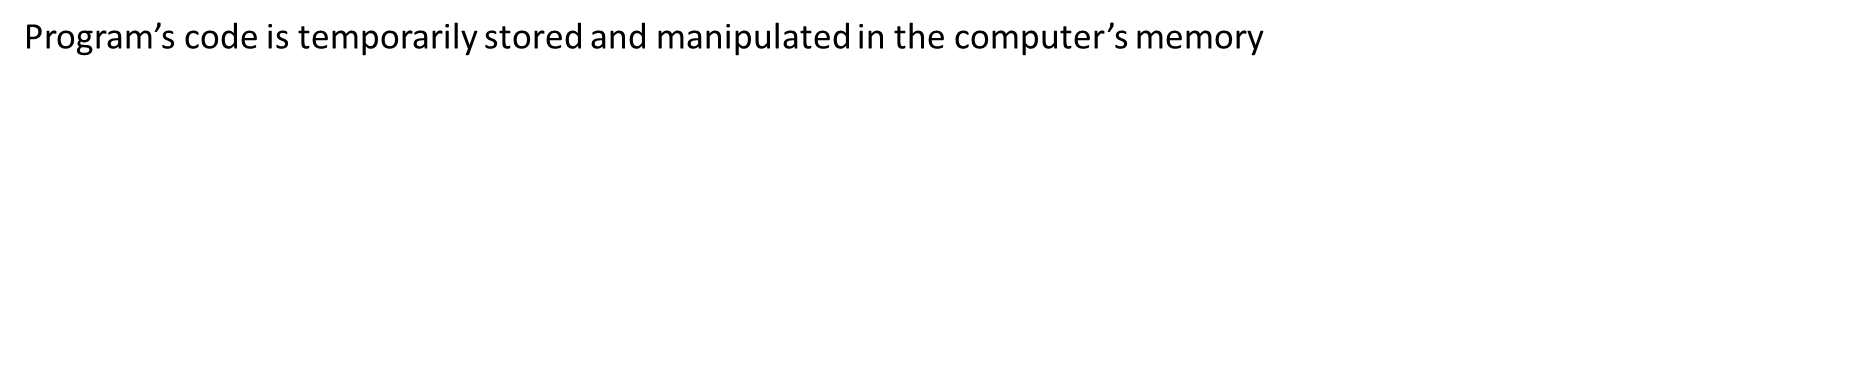 Program’s code is temporarily stored and manipulated in the computer’s memory